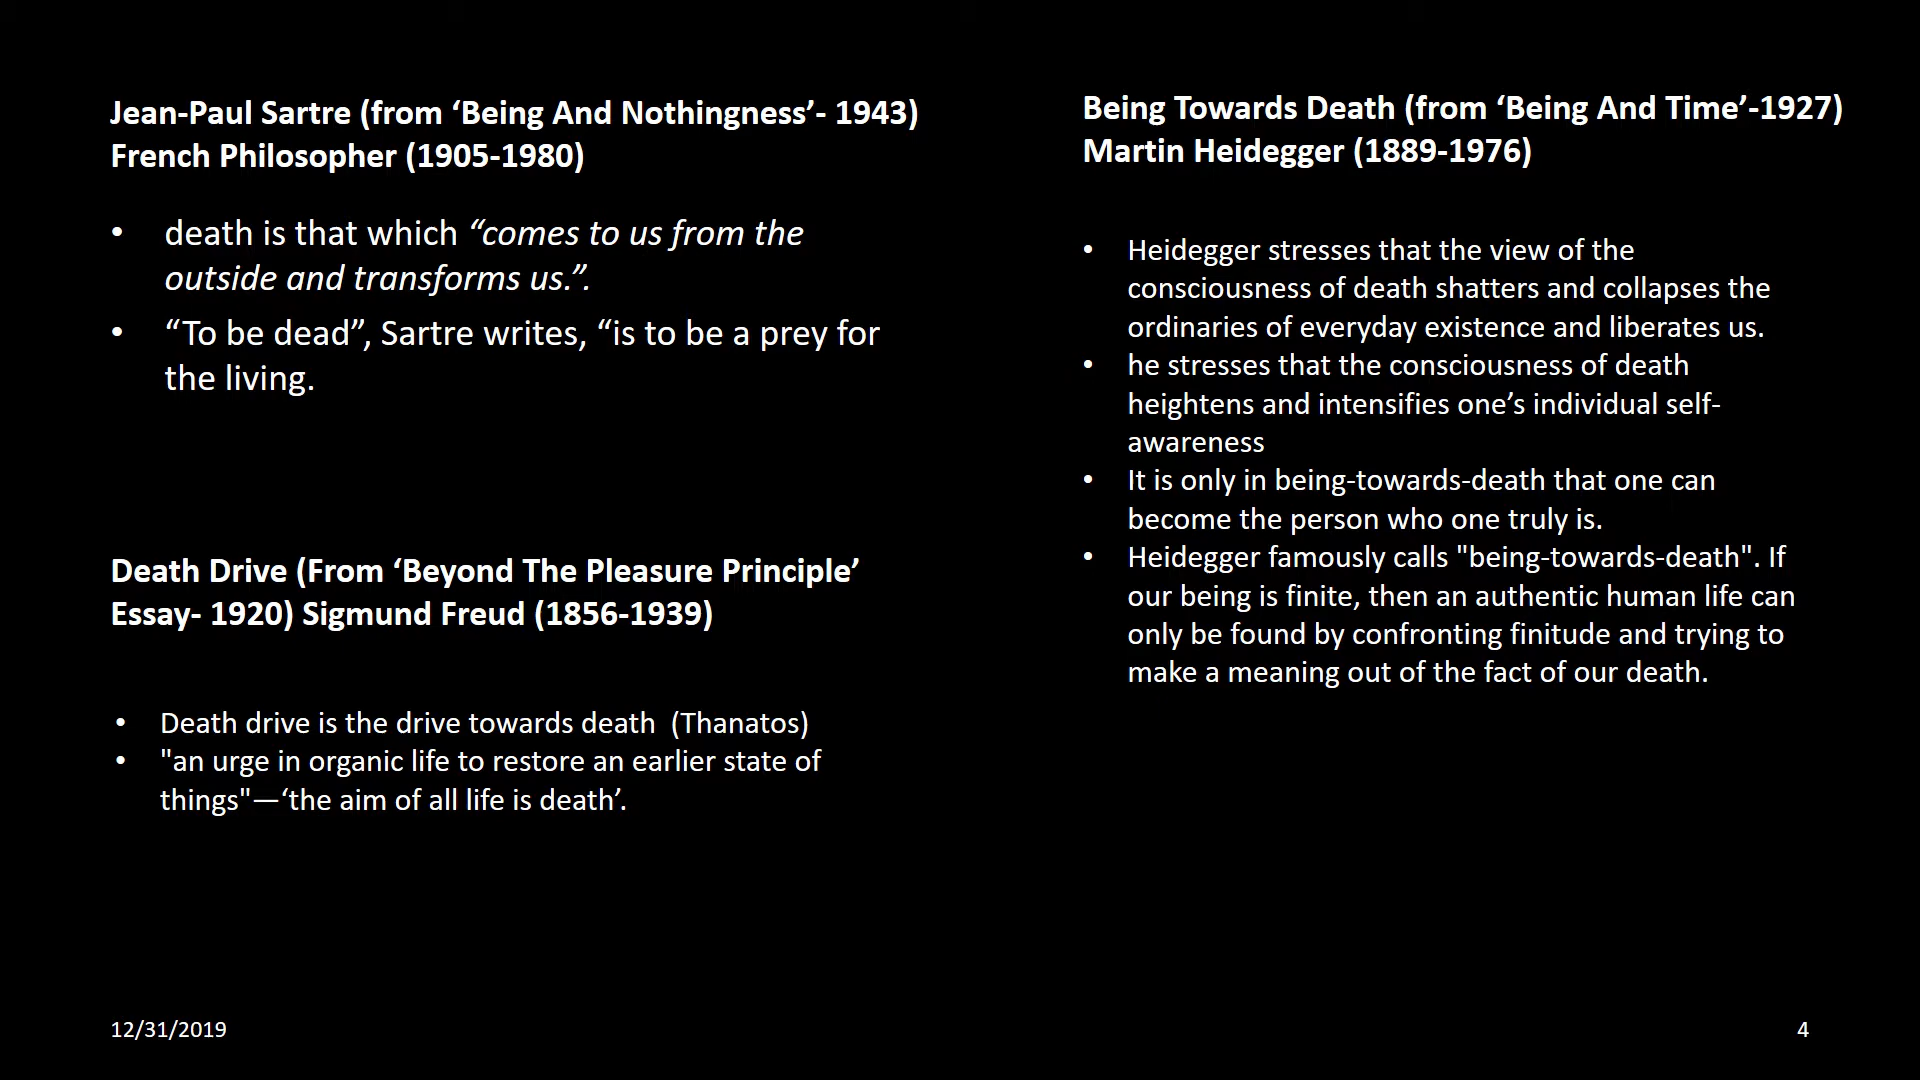 Jean-Paul Sartre (from ‘Being And Nothingness’- 1943)
French Philosopher (1905-1980)
• death is that which “comes to us from the
outside and transforms us.”.
• “To be dead”, Sartre writes, “is to be a prey for
the living.
Death Drive (From ‘Beyond The Pleasure Principle’
Essay- 1920) Sigmund Freud (1856-1939)
• Death drive is the drive towards death  (Thanatos)
• "an urge in organic life to restore an earlier state of
things"—‘the aim of all life is death’.
Being Towards Death (from ‘Being And Time’-1927)
Martin Heidegger (1889-1976)
• Heidegger stresses that the view of the
consciousness of death shatters and collapses the
ordinaries of everyday existence and liberates us.
• he stresses that the consciousness of death
heightens and intensifies one’s individual self-
awareness
• It is only in being-towards-death that one can
become the person who one truly is.
• Heidegger famously calls "being-towards-death". If
our being is finite, then an authentic human life can
only be found by confronting finitude and trying to
make a meaning out of the fact of our death.
12/31/2019
4